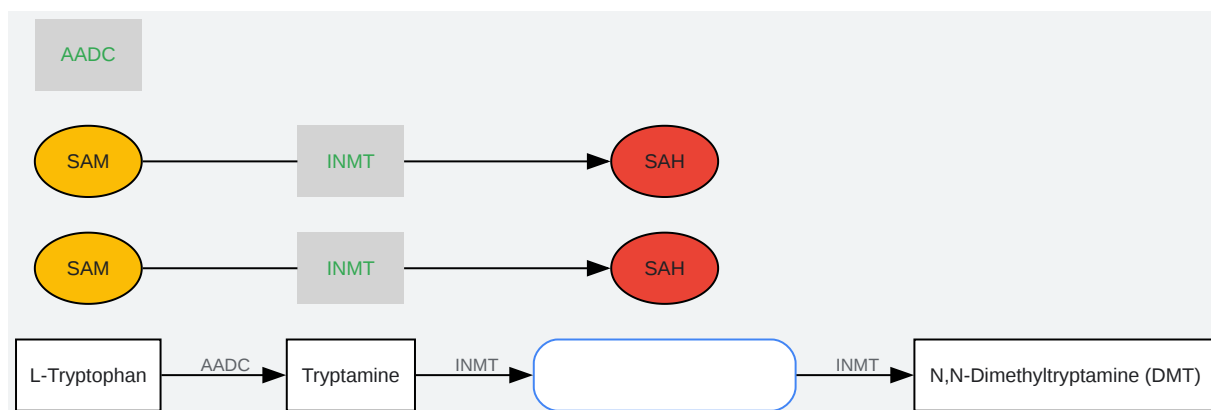 AADC
SAM INMT SAH
SAM INMT SAH
L-Tryptophan AADC Tryptamine INMT INMT N,N-Dimethyltryptamine (DMT)